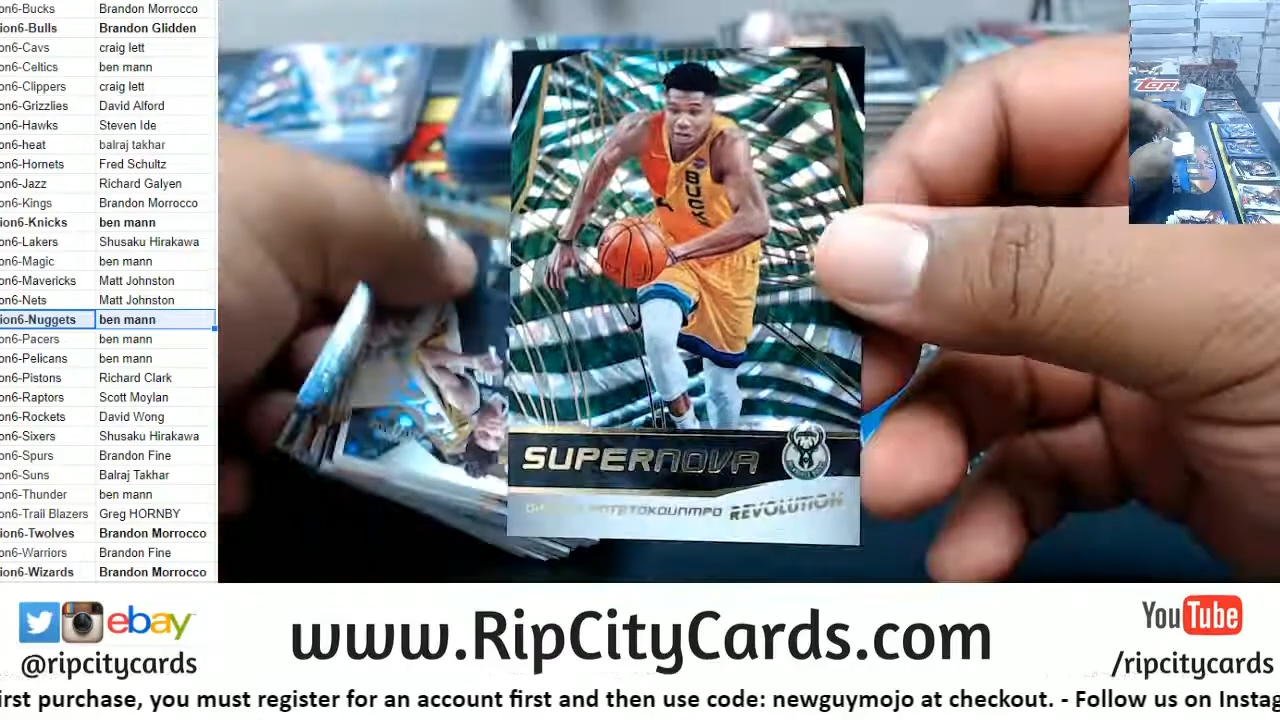 on6-Bucks Brandon Morrocco
ion6-Bulls Brandon Glidden
on6-Cavs craig lett
on6-Celtics ben mann
on6-Clippers craig lett
on6-Grizzlies David Alford
on6-Hawks Steven Ide
on6-heat balraj takhar
on6-Hornets Fred Schultz
on6-Jazz Richard Galyen
on6-Kings Brandon Morrocco
ion6-Knicks ben mann
on6-Lakers Shusaku Hirakawa
on6-Magic ben mann
on6-Mavericks Matt Johnston
on6-Nets Matt Johnston
ion6-Nuggets ben mann
on6-Pacers ben mann
on6-Pelicans ben mann
on6-Pistons Richard Clark
on6-Raptors Scott Moylan
on6-Rockets David Wong
on6-Sixers Shusaku Hirakawa
on6-Spurs Brandon Fine
on6-Suns Balraj Takhar
on6-Thunder ben mann
on6-Trail Blazers Greg HORNBY
ion6-Twolves Brandon Morrocco
on6-Warriors Brandon Fine
ion6-Wizards Brandon Morrocco
BUCKS
SUPERNOVA
REVOLUTION
ebay
@ripcitycards
www.RipCityCards.com
YouTube
/ripcitycards
irst purchase, you must register for an account first and then use code: newguymojo at checkout. - Follow us on Instag